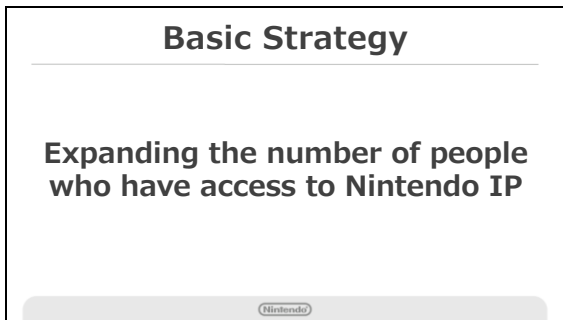 Basic Strategy
Expanding the number of people
who have access to Nintendo IP
Nintendo